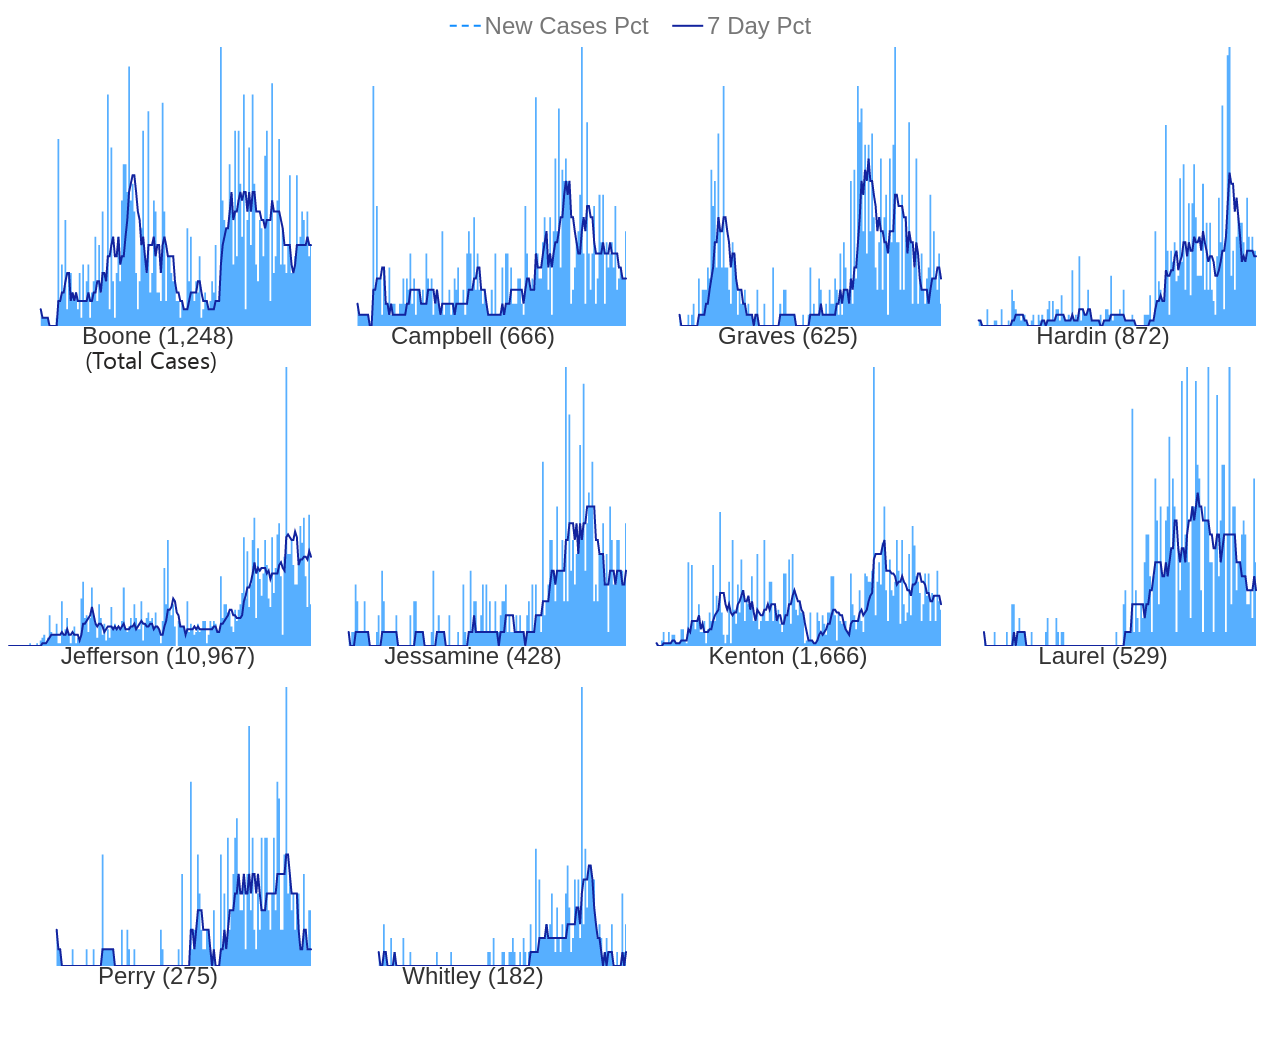 New Cases Pct 7 Day Pct
Boone (1,248) Campbell (666) Graves (625) Hardin (872)
(Total Cases)
Jefferson (10,967) Jessamine (428) Kenton (1,666) Laurel (529)
Perry (275) Whitley (182)